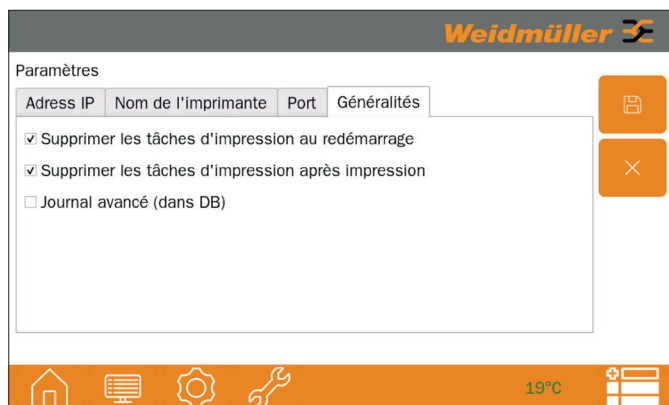 Weidmüller
Paramètres
Adress IP Nom de l'imprimante Port Généralités
Supprimer les tâches d'impression au redémarrage
Supprimer les tâches d'impression après impression
Journal avancé (dans DB)
19°C